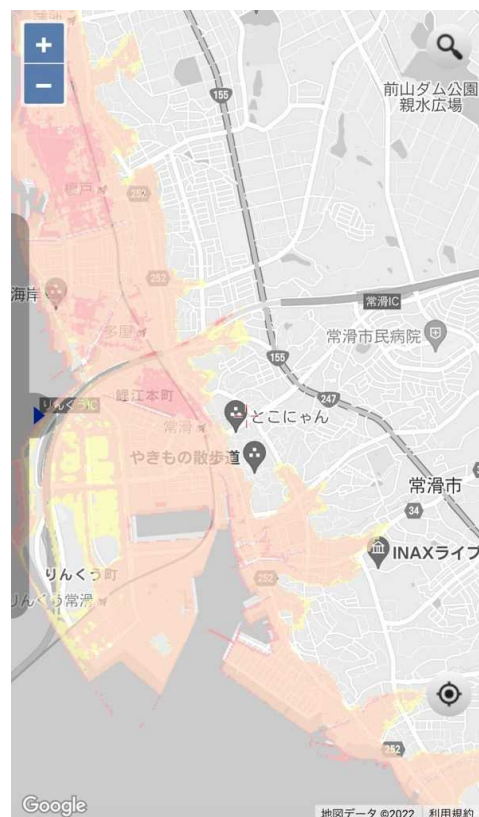 +
−
蒲池
155
前山ダム公園
親水広場
榎戸
252
252
海岸
常滑IC
多屋
常滑市民病院
155
りんくうIC
鯉江本町
247
とこにゃん
常滑
やきもの散歩道
常滑市
34
INAXライブ
252
りんくう町
りんくう常滑
252
Google
地図データ ©2022
利用規約